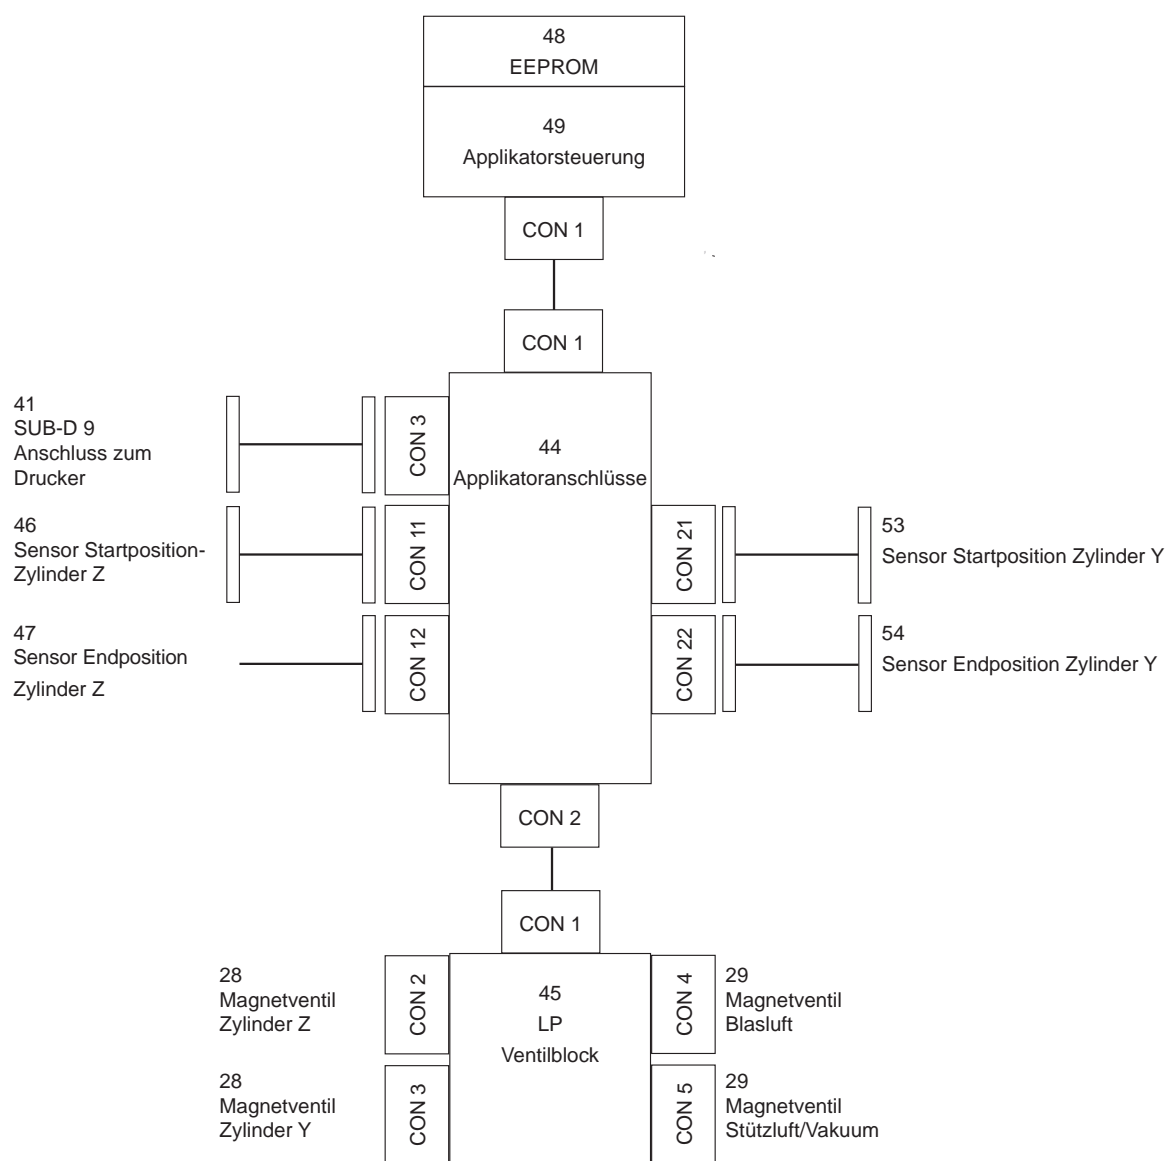 48
EEPROM
49
Applikatorsteuerung
CON 1
CON 1
41
SUB-D 9
Anschluss zum
Drucker
CON 3
44
Applikatoranschlüsse
46
Sensor Startposition-
Zylinder Z
CON 11
CON 21
53
Sensor Startposition Zylinder Y
47
Sensor Endposition
Zylinder Z
CON 12
CON 22
54
Sensor Endposition Zylinder Y
CON 2
CON 1
28
Magnetventil
Zylinder Z
CON 2
45
LP
Ventilblock
CON 4
29
Magnetventil
Blasluft
28
Magnetventil
Zylinder Y
CON 3
CON 5
29
Magnetventil
Stützluft/Vakuum